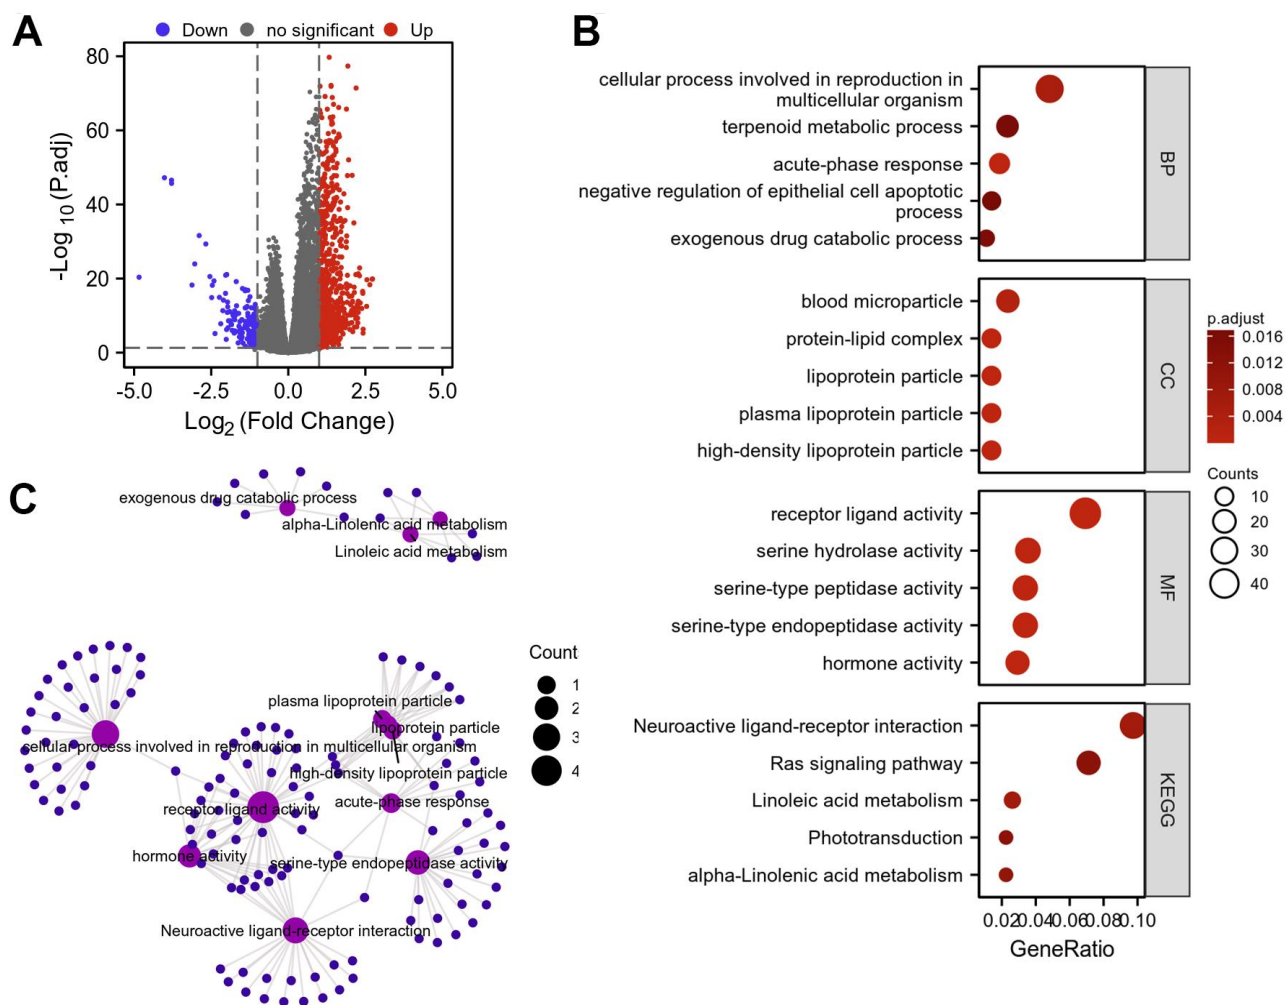 A
Down no significant Up
80
60
40
20
0
-Log 10 (P.adj)
-5.0 -2.5 0.0 2.5 5.0
Log2 (Fold Change)
B
cellular process involved in reproduction in
multicellular organism
terpenoid metabolic process
acute-phase response
negative regulation of epithelial cell apoptotic
process
exogenous drug catabolic process
BP
blood microparticle
protein-lipid complex
lipoprotein particle
plasma lipoprotein particle
high-density lipoprotein particle
CC
receptor ligand activity
serine hydrolase activity
serine-type peptidase activity
serine-type endopeptidase activity
hormone activity
MF
Neuroactive ligand-receptor interaction
Ras signaling pathway
Linoleic acid metabolism
Phototransduction
alpha-Linolenic acid metabolism
KEGG
0.02 0.04 0.06 0.08 0.10
GeneRatio
p.adjust
0.016
0.012
0.008
0.004
Counts
10
20
30
40
C
exogenous drug catabolic process
alpha-Linolenic acid metabolism
Linoleic acid metabolism
plasma lipoprotein particle
lipoprotein particle
cellular process involved in reproduction in multicellular organism
high-density lipoprotein particle
acute-phase response
receptor ligand activity
hormone activity
serine-type endopeptidase activity
Neuroactive ligand-receptor interaction
Count
1
2
3
4